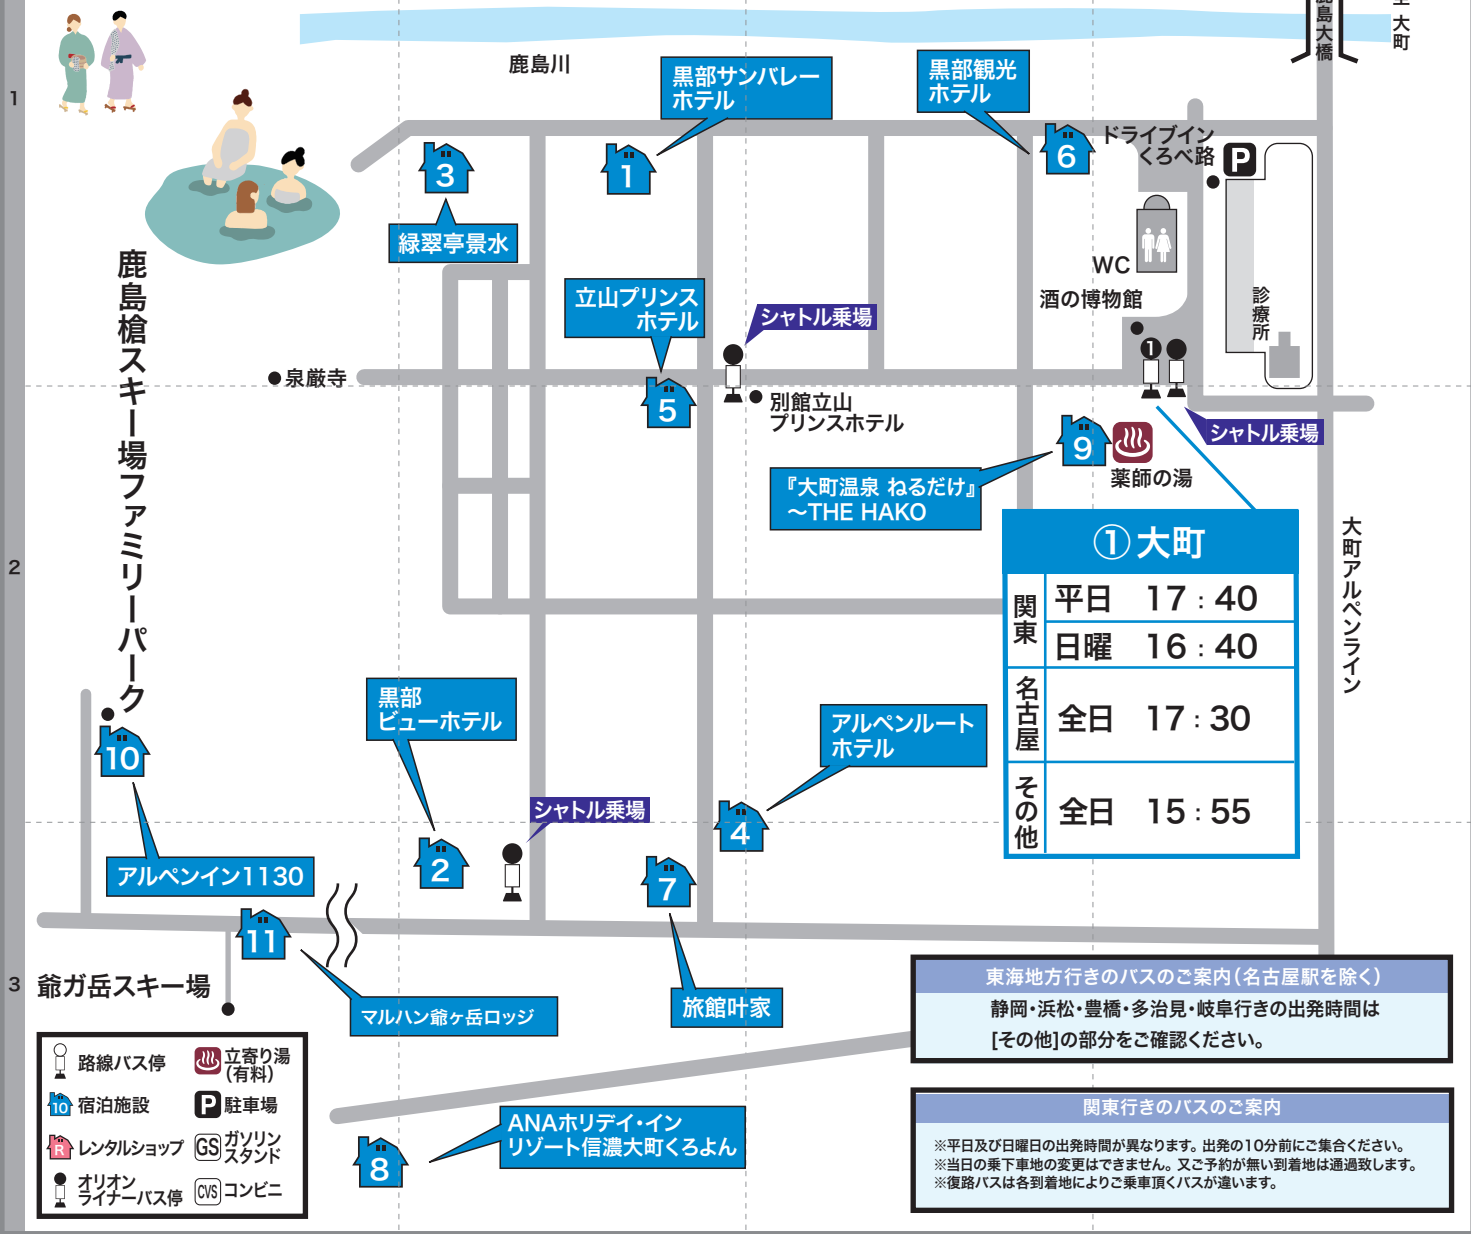 至大町
鹿島大橋
鹿島川
1
黒部サンバレー
ホテル
黒部観光
ホテル
ドライブイン
くろべ路
P
3
1
6
緑翠亭景水
WC
酒の博物館
診療所
鹿島槍スキー場ファミリーパーク
立山プリンス
ホテル
シャトル乗場
1
泉厳寺
5
別館立山
プリンスホテル
シャトル乗場
9
薬師の湯
『大町温泉 ねるだけ』
～THE HAKO
2
大町アルペンライン
①大町
関東
平日 17：40
日曜 16：40
名古屋
全日 17：30
その他
全日 15：55
黒部
ビューホテル
アルペンルート
ホテル
10
シャトル乗場
4
2
7
アルペンイン1130
11
3
爺ガ岳スキー場
マルハン爺ヶ岳ロッジ
旅館叶家
東海地方行きのバスのご案内(名古屋駅を除く)
静岡・浜松・豊橋・多治見・岐阜行きの出発時間は
[その他]の部分をご確認ください。
路線バス停
立寄り湯
(有料)
10
宿泊施設
P
駐車場
R
レンタルショップ
GS
ガソリン
スタンド
オリオン
ライナーバス停
CVS
コンビニ
ANAホリデイ・イン
リゾート信濃大町くろよん
8
関東行きのバスのご案内
※平日及び日曜日の出発時間が異なります。出発の10分前にご集合ください。
※当日の乗下車地の変更はできません。又ご予約が無い到着地は通過致します。
※復路バスは各到着地によりご乗車頂くバスが違います。